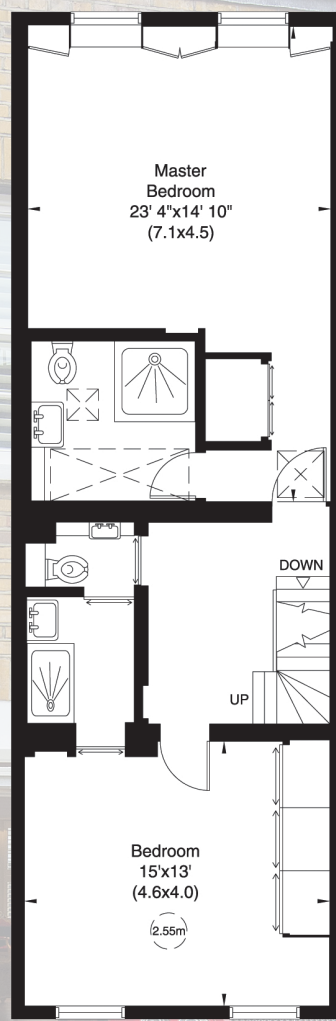 Master
Bedroom
23' 4"x14' 10"
(7.1x4.5)
DOWN
UP
Bedroom
15'x13'
(4.6x4.0)
2.55m